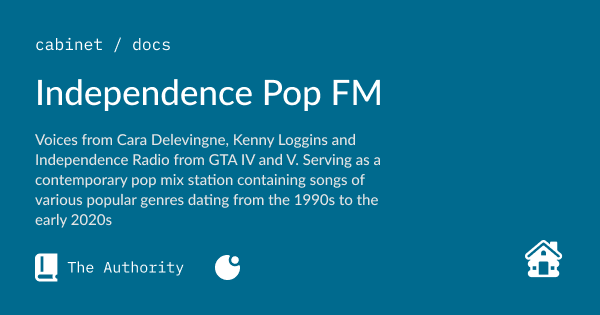 cabinet / docs
Independence Pop FM
Voices from Cara Delevingne, Kenny Loggins and
Independence Radio from GTA IV and V. Serving as a
contemporary pop mix station containing songs of
various popular genres dating from the 1990s to the
early 2020s
The Authority